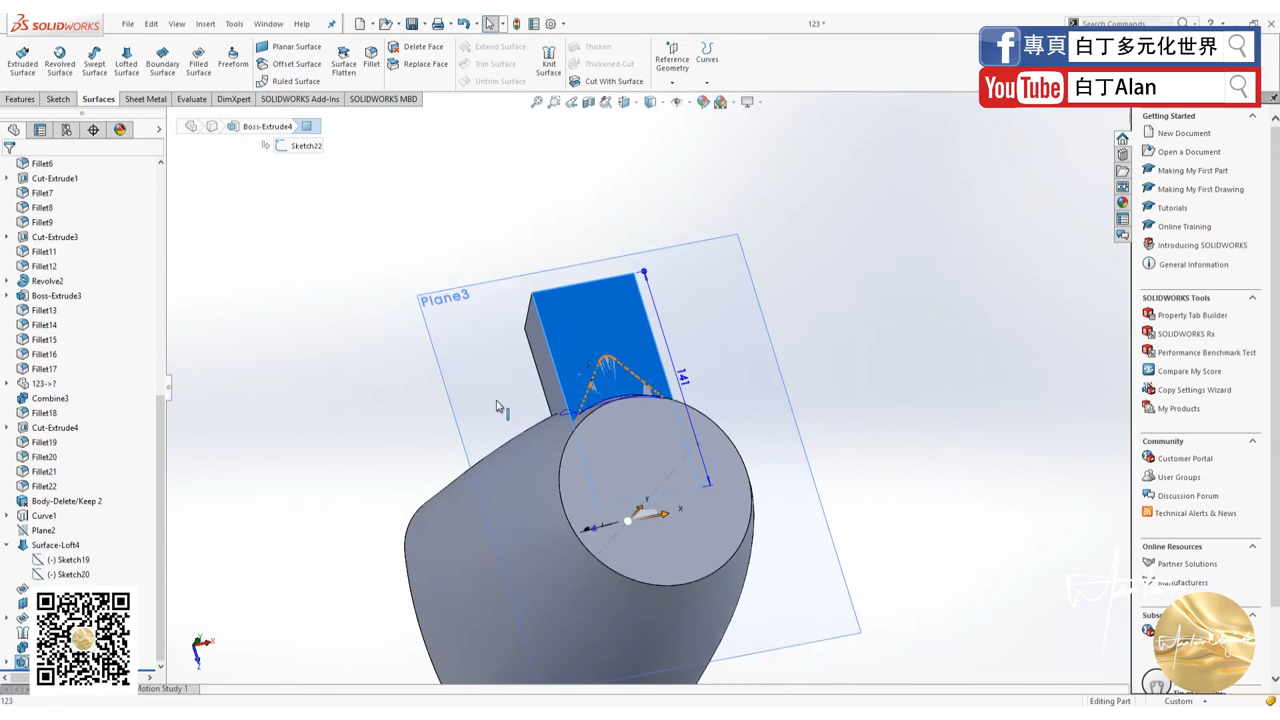 SOLIDWORKS
File
Edit
View
Insert
Tools
Window
Help
123 *
Search Commands
專頁 白丁多元化世界
YouTube 白丁Alan
Extruded Surface
Revolved Surface
Swept Surface
Lofted Surface
Boundary Surface
Filled Surface
Freeform
Planar Surface
Offset Surface
Ruled Surface
Surface Flatten
Fillet
Delete Face
Replace Face
Extend Surface
Trim Surface
Untrim Surface
Knit Surface
Thicken
Thickened Cut
Cut With Surface
Reference Geometry
Curves
Features
Sketch
Surfaces
Sheet Metal
Evaluate
DimXpert
SOLIDWORKS Add-Ins
SOLIDWORKS MBD
Boss-Extrude4
Sketch22
Fillet6
Cut-Extrude1
Fillet7
Fillet8
Fillet9
Cut-Extrude3
Fillet11
Fillet12
Revolve2
Boss-Extrude3
Fillet13
Fillet14
Fillet15
Fillet16
Fillet17
123->?
Combine3
Fillet18
Cut-Extrude4
Fillet19
Fillet20
Fillet21
Fillet22
Body-Delete/Keep 2
Curve1
Plane2
Surface-Loft4
(-) Sketch19
(-) Sketch20
Plane3
141
Y
X
Getting Started
New Document
Open a Document
Making My First Part
Making My First Drawing
Tutorials
Online Training
Introducing SOLIDWORKS
General Information
SOLIDWORKS Tools
Property Tab Builder
SOLIDWORKS Rx
Performance Benchmark Test
Compare My Score
Copy Settings Wizard
My Products
Community
Customer Portal
User Groups
Discussion Forum
Technical Alerts & News
Online Resources
Partner Solutions
Manufacturers
Motion Study 1
123
Editing Part
Custom